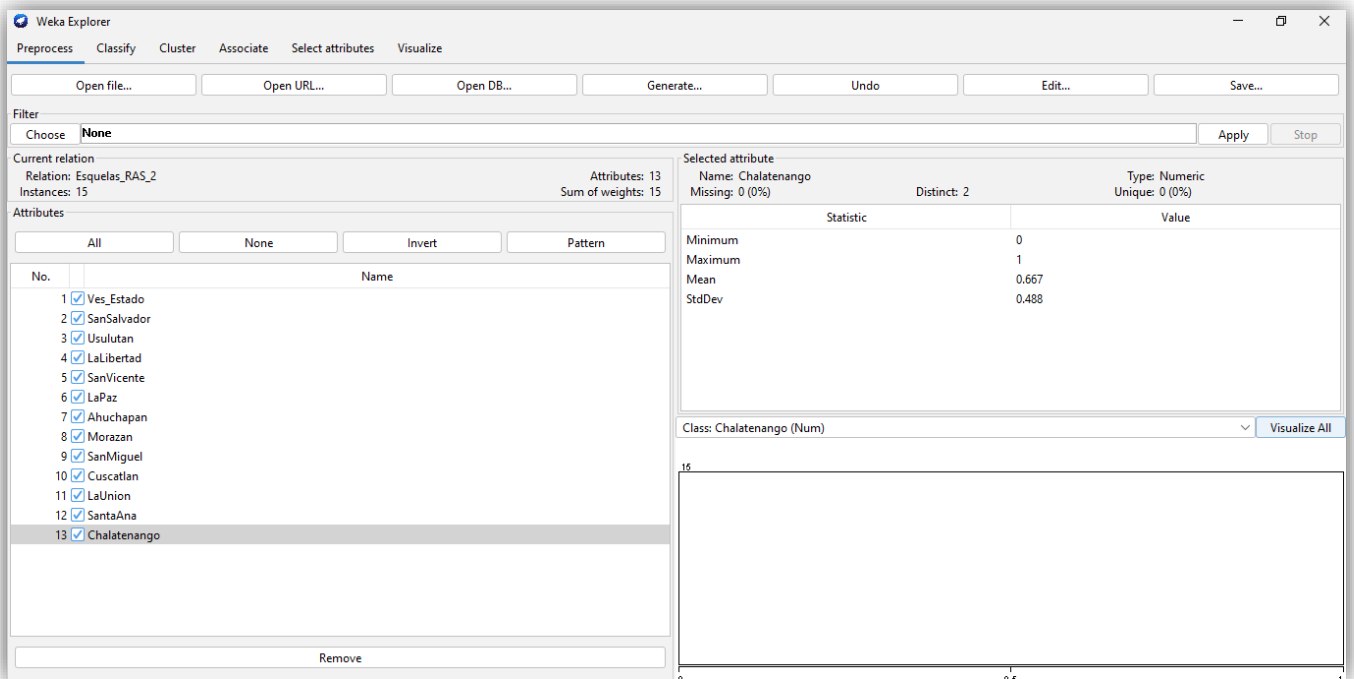 Weka Explorer
Preprocess Classify Cluster Associate Select attributes Visualize
Open file... Open URL... Open DB... Generate... Undo Edit... Save...
Filter
Choose None Apply Stop
Current relation
Relation: Esquelas_RAS_2 Attributes: 13
Instances: 15 Sum of weights: 15
Attributes
All None Invert Pattern
No. Name
1 Ves_Estado
2 SanSalvador
3 Usulutan
4 LaLibertad
5 SanVicente
6 LaPaz
7 Ahuchapan
8 Morazan
9 SanMiguel
10 Cuscatlan
11 LaUnion
12 SantaAna
13 Chalatenango
Remove
Selected attribute
Name: Chalatenango Type: Numeric
Missing: 0 (0%) Distinct: 2 Unique: 0 (0%)
Statistic Value
Minimum 0
Maximum 1
Mean 0.667
StdDev 0.488
Class: Chalatenango (Num) Visualize All
15
0 0.5 1